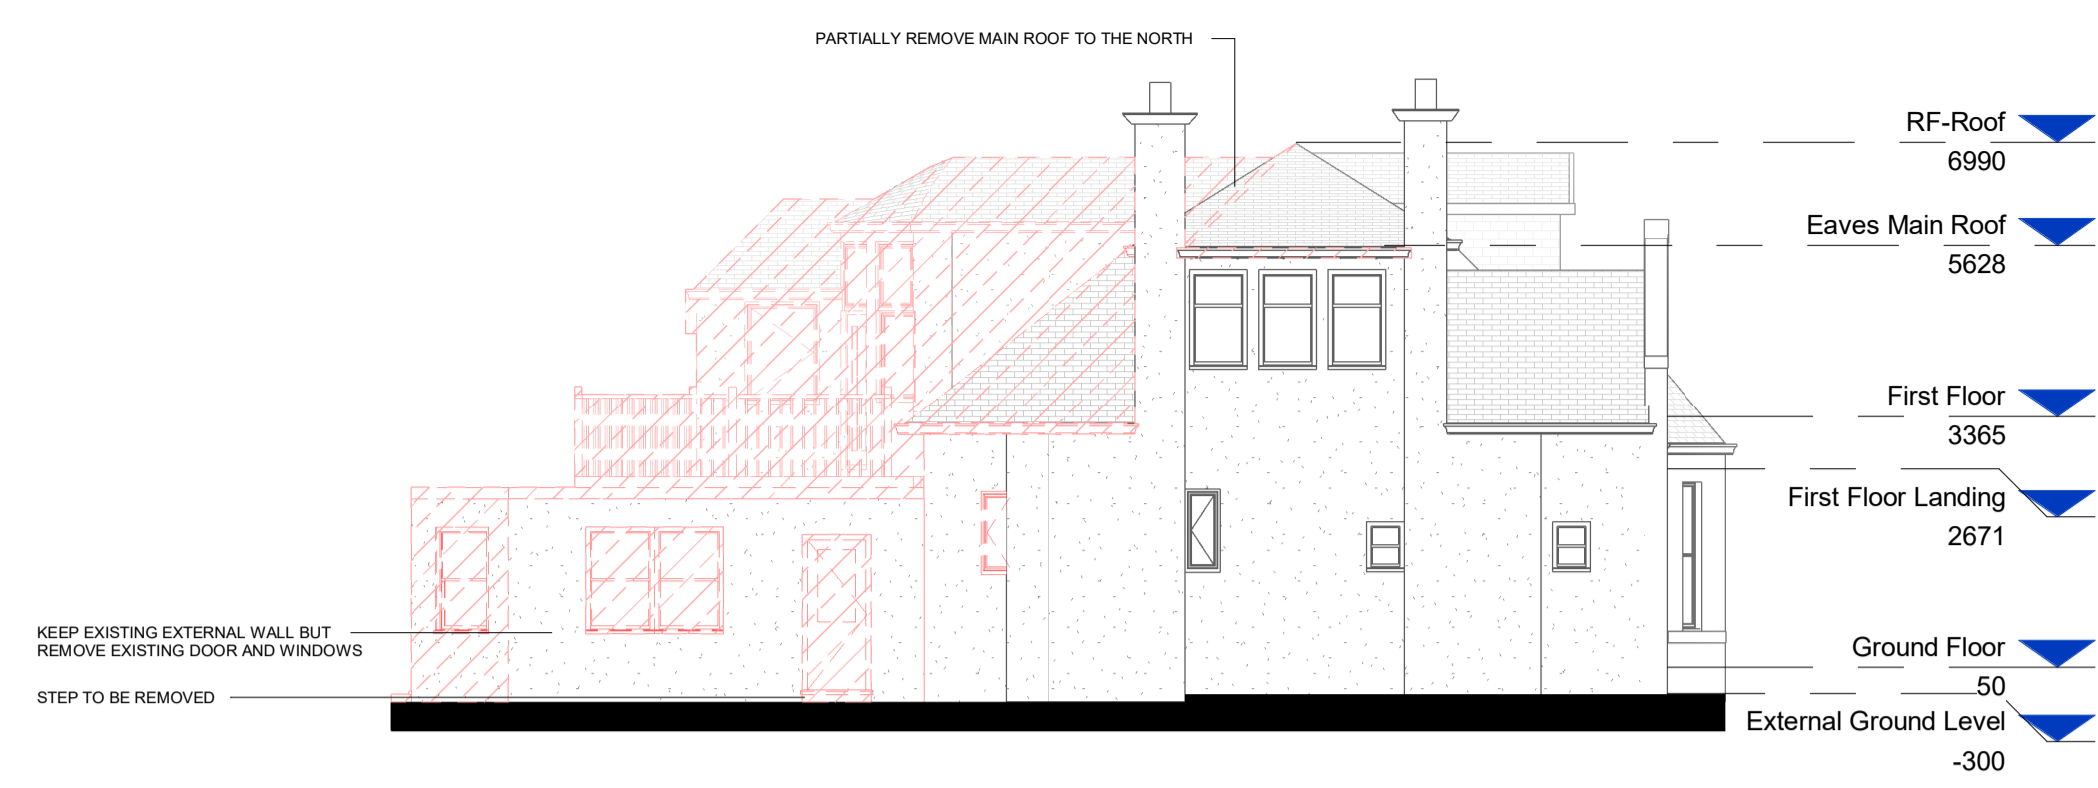 PARTIALLY REMOVE MAIN ROOF TO THE NORTH
RF-Roof
6990
Eaves Main Roof
5628
First Floor
3365
First Floor Landing
2671
KEEP EXISTING EXTERNAL WALL BUT
REMOVE EXISTING DOOR AND WINDOWS
Ground Floor
50
STEP TO BE REMOVED
External Ground Level
-300